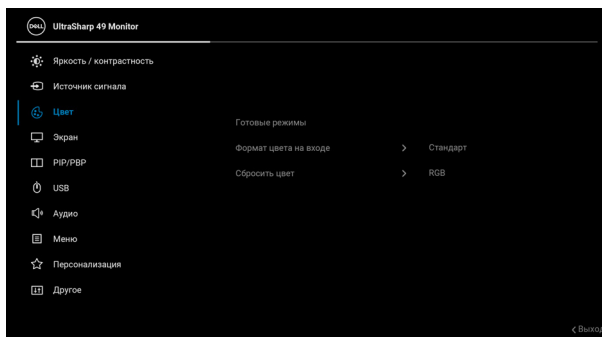 DELL UltraSharp 49 Monitor
Яркость / контрастность
Источник сигнала
Цвет
Экран
PIP/PBP
USB
Аудио
Меню
Персонализация
Другое
Готовые режимы
Формат цвета на входе > Стандарт
Сбросить цвет > RGB
< Выход